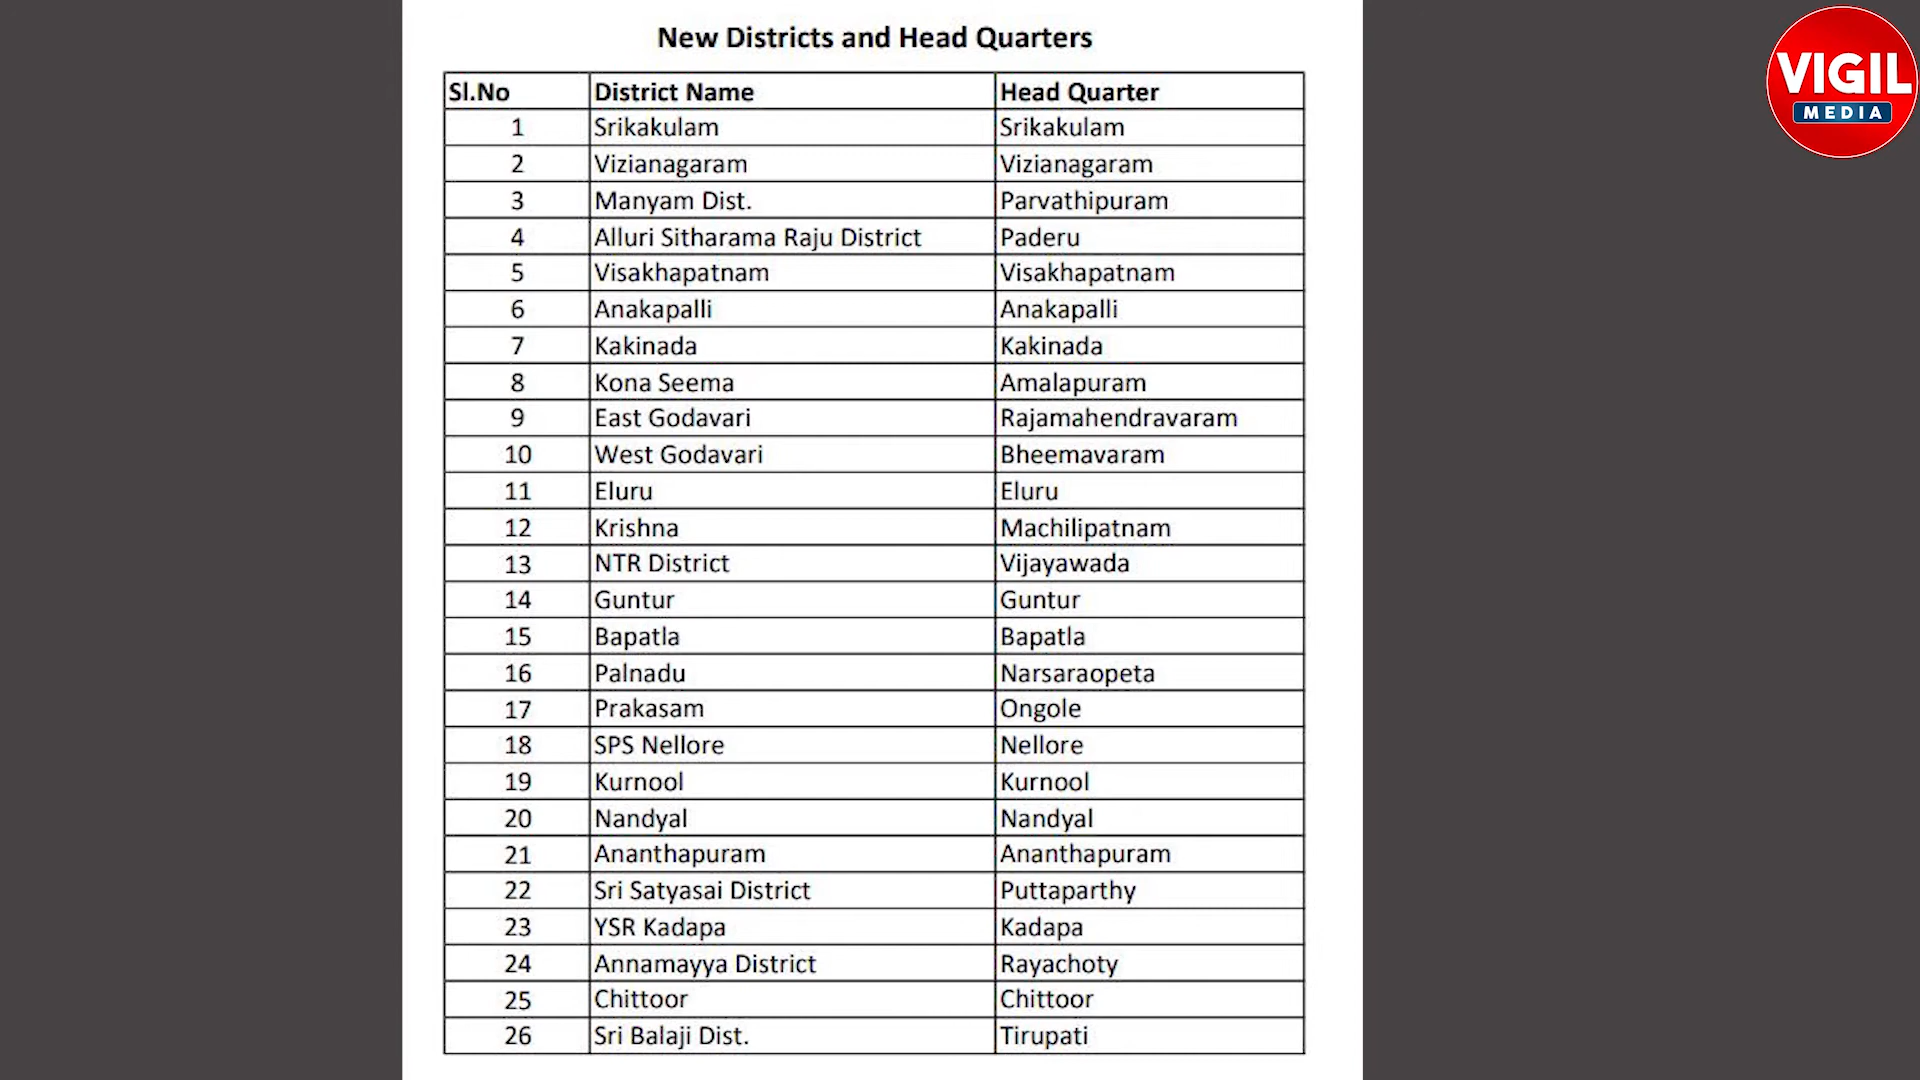 New Districts and Head Quarters
Sl.No District Name Head Quarter
1 Srikakulam Srikakulam
2 Vizianagaram Vizianagaram
3 Manyam Dist. Parvathipuram
4 Alluri Sitharama Raju District Paderu
5 Visakhapatnam Visakhapatnam
6 Anakapalli Anakapalli
7 Kakinada Kakinada
8 Kona Seema Amalapuram
9 East Godavari Rajamahendravaram
10 West Godavari Bheemavaram
11 Eluru Eluru
12 Krishna Machilipatnam
13 NTR District Vijayawada
14 Guntur Guntur
15 Bapatla Bapatla
16 Palnadu Narsaraopeta
17 Prakasam Ongole
18 SPS Nellore Nellore
19 Kurnool Kurnool
20 Nandyal Nandyal
21 Ananthapuram Ananthapuram
22 Sri Satyasai District Puttaparthy
23 YSR Kadapa Kadapa
24 Annamayya District Rayachoty
25 Chittoor Chittoor
26 Sri Balaji Dist. Tirupati
VIGIL
MEDIA